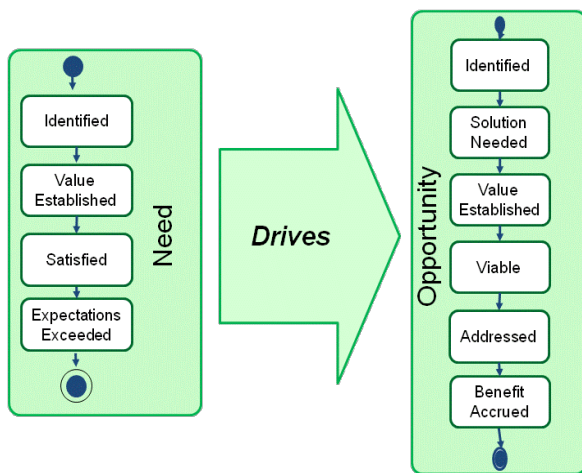 Identified
Value
Established
Satisfied
Expectations
Exceeded
Need
Drives
Opportunity
Identified
Solution
Needed
Value
Established
Viable
Addressed
Benefit
Accrued